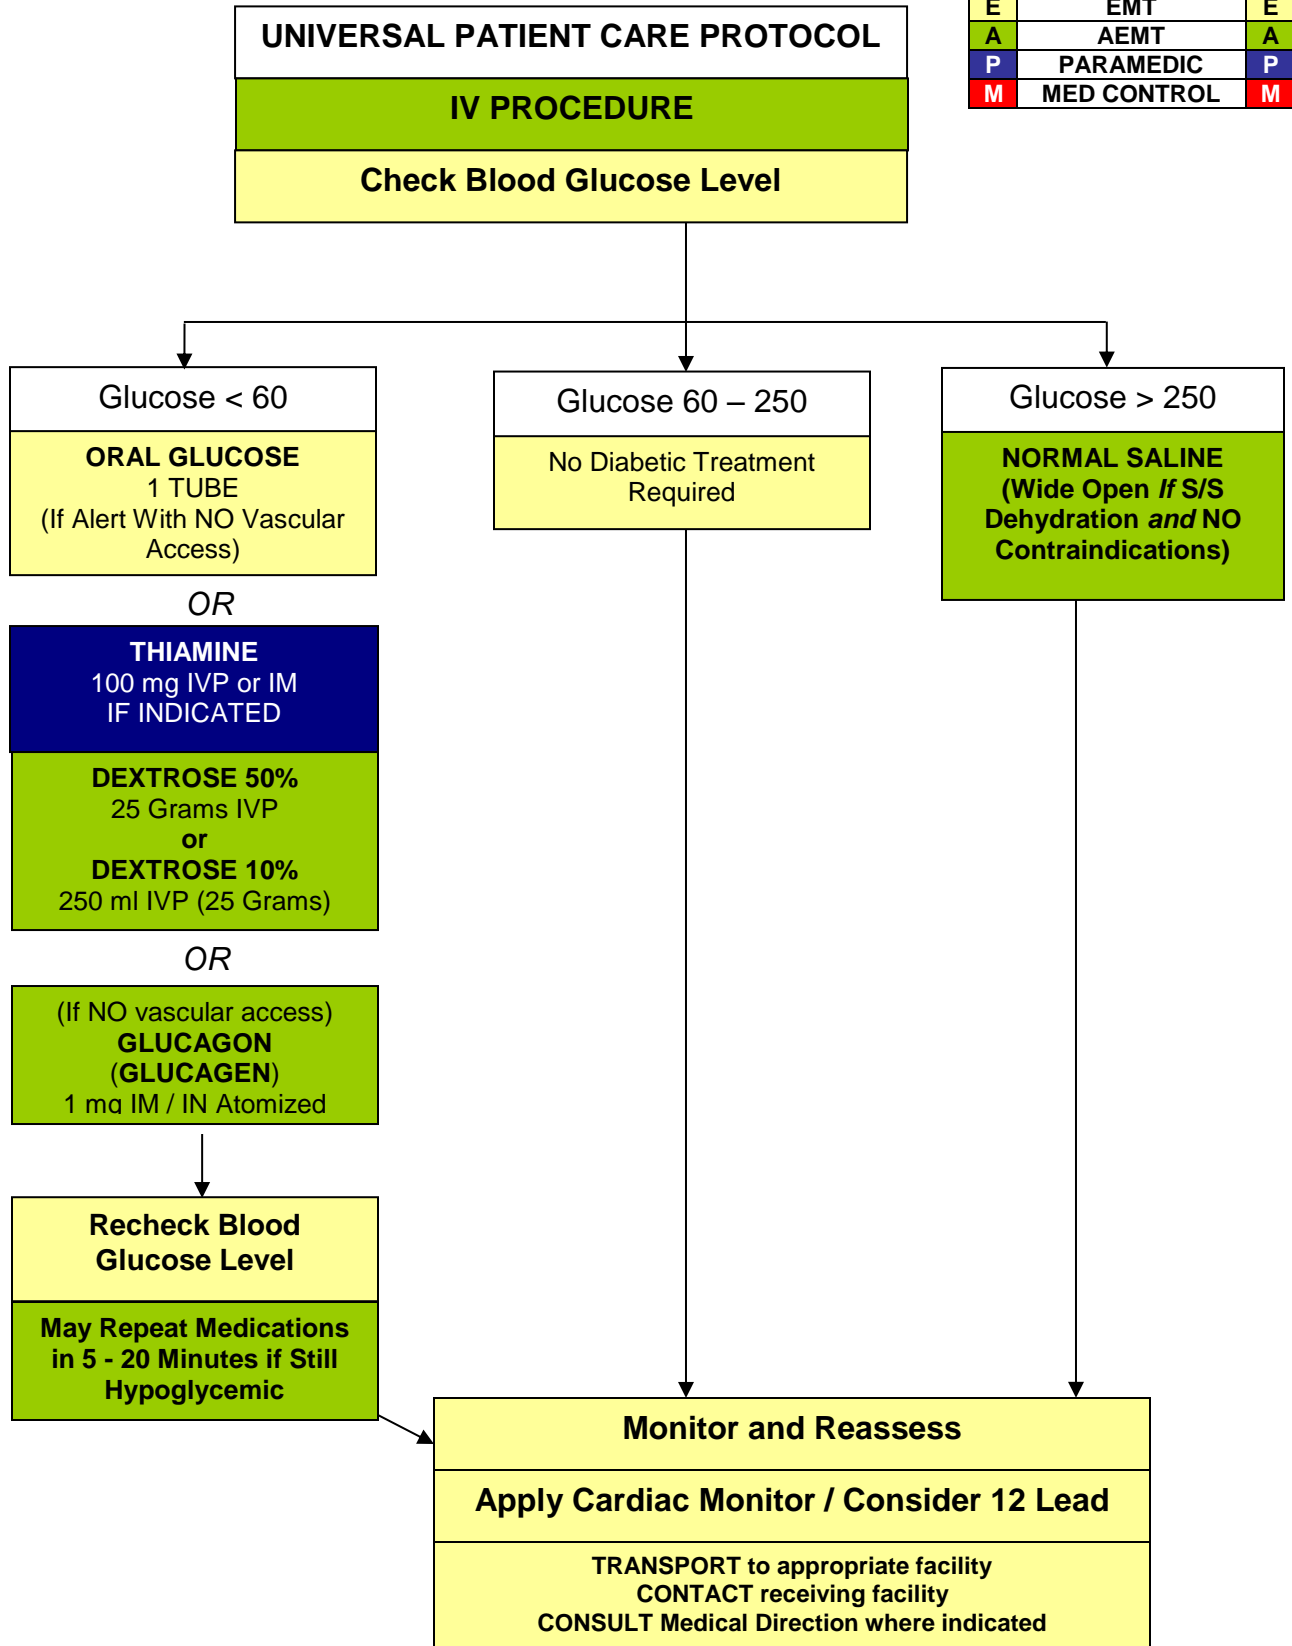 E EMT E
A AEMT A
P PARAMEDIC P
M MED CONTROL M
UNIVERSAL PATIENT CARE PROTOCOL
IV PROCEDURE
Check Blood Glucose Level
Glucose < 60
ORAL GLUCOSE
1 TUBE
(If Alert With NO Vascular
Access)
OR
THIAMINE
100 mg IVP or IM
IF INDICATED
DEXTROSE 50%
25 Grams IVP
or
DEXTROSE 10%
250 ml IVP (25 Grams)
OR
(If NO vascular access)
GLUCAGON
(GLUCAGEN)
1 mg IM / IN Atomized
Recheck Blood
Glucose Level
May Repeat Medications
in 5 - 20 Minutes if Still
Hypoglycemic
Glucose 60 – 250
No Diabetic Treatment
Required
Glucose > 250
NORMAL SALINE
(Wide Open If S/S
Dehydration and NO
Contraindications)
Monitor and Reassess
Apply Cardiac Monitor / Consider 12 Lead
TRANSPORT to appropriate facility
CONTACT receiving facility
CONSULT Medical Direction where indicated